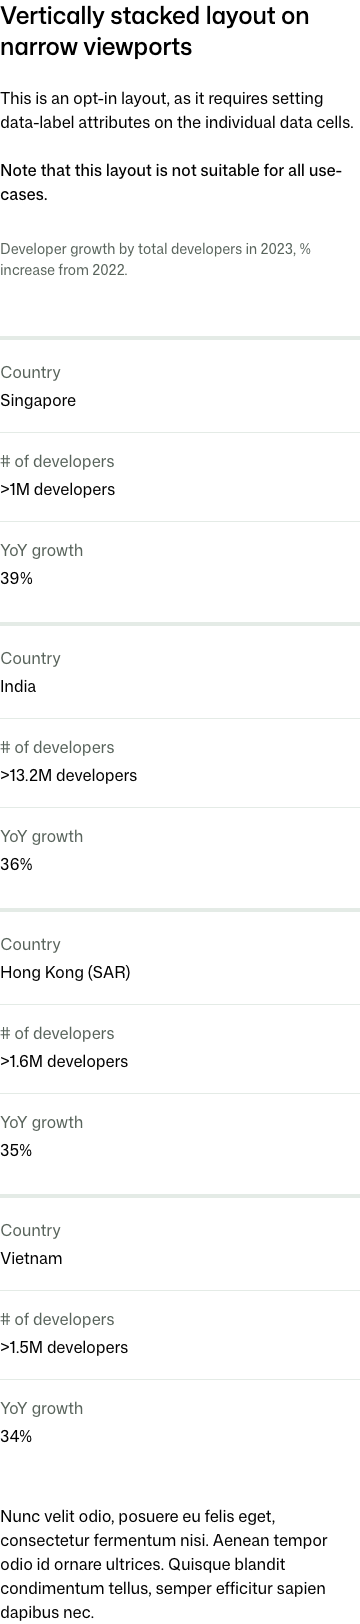 Vertically stacked layout on
narrow viewports
This is an opt-in layout, as it requires setting
data-label attributes on the individual data cells.
Note that this layout is not suitable for all use-
cases.
Developer growth by total developers in 2023, %
increase from 2022.
Country
Singapore
# of developers
>1M developers
YoY growth
39%
Country
India
# of developers
>13.2M developers
YoY growth
36%
Country
Hong Kong (SAR)
# of developers
>1.6M developers
YoY growth
35%
Country
Vietnam
# of developers
>1.5M developers
YoY growth
34%
Nunc velit odio, posuere eu felis eget,
consectetur fermentum nisi. Aenean tempor
odio id ornare ultrices. Quisque blandit
condimentum tellus, semper efficitur sapien
dapibus nec.